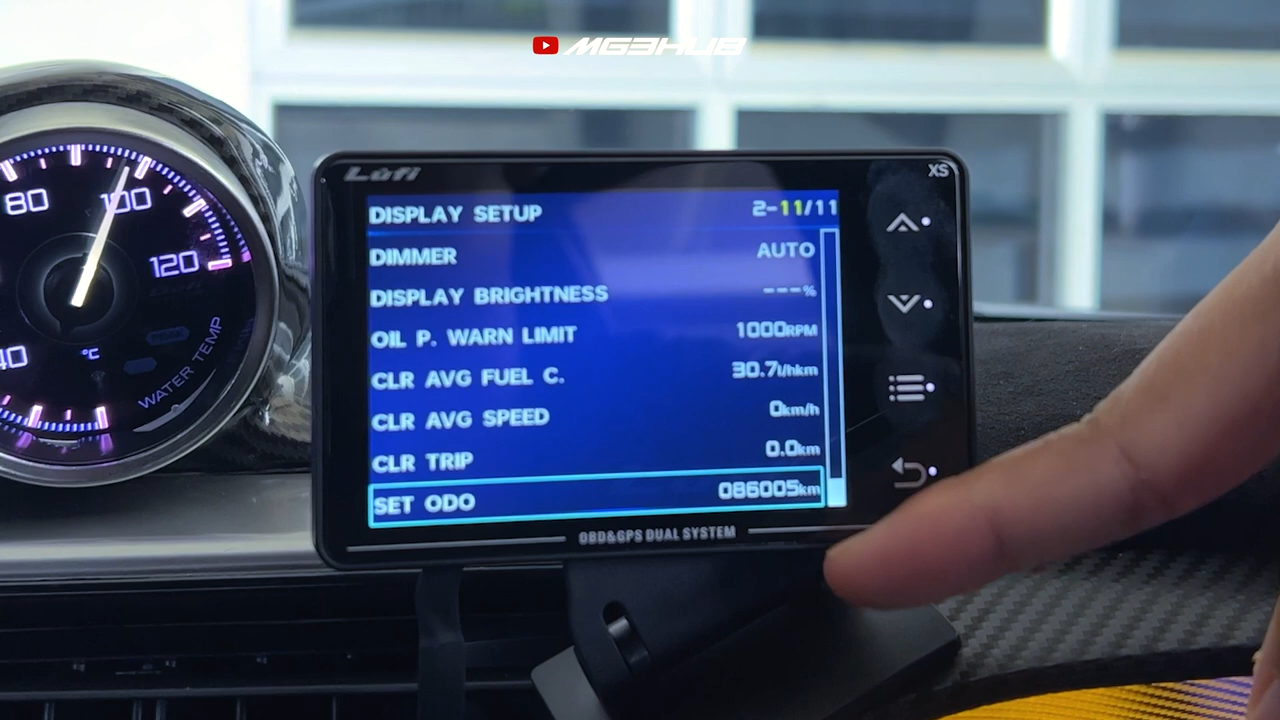 MG3HUB
Lufi
XS
DISPLAY SETUP 2-11/11
DIMMER AUTO
DISPLAY BRIGHTNESS ---%
OIL P. WARN LIMIT 1000RPM
CLR AVG FUEL C. 30.7l/hkm
CLR AVG SPEED 0km/h
CLR TRIP 0.0km
SET ODO 086005km
OBD&GPS DUAL SYSTEM
80
100
120
40
°C
WATER TEMP